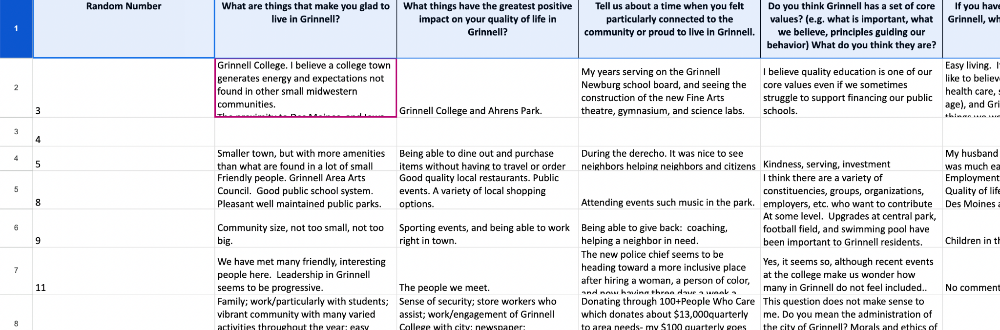 Random Number
What are things that make you glad to
live in Grinnell?
What things have the greatest positive
impact on your quality of life in
Grinnell?
Tell us about a time when you felt
particularly connected to the
community or proud to live in Grinnell.
Do you think Grinnell has a set of core
values? (e.g. what is important, what
we believe, principles guiding our
behavior) What do you think they are?
If you have
Grinnell, wh
1
2
3
Grinnell College. I believe a college town
generates energy and expectations not
found in other small midwestern
communities.
The proximity to Des Moines, and Iowa
Grinnell College and Ahrens Park.
My years serving on the Grinnell
Newburg school board, and seeing the
construction of the new Fine Arts
theatre, gymnasium, and science labs.
I believe quality education is one of our
core values even if we sometimes
struggle to support financing our public
schools.
Easy living. I
like to believe
health care, s
age), and Gri
things we wo
3
4
4
5
Smaller town, but with more amenities
than what are found in a lot of small
Being able to dine out and purchase
items without having to travel or order
During the derecho. It was nice to see
neighbors helping neighbors and citizens
Kindness, serving, investment
My husband
was much ea
5
8
Friendly people. Grinnell Area Arts
Council. Good public school system.
Pleasant well maintained public parks.
Good quality local restaurants. Public
events. A variety of local shopping
options.
Attending events such music in the park.
I think there are a variety of
constituencies, groups, organizations,
employers, etc. who want to contribute
Employment
Quality of life
Des Moines a
6
9
Community size, not too small, not too
big.
Sporting events, and being able to work
right in town.
Being able to give back: coaching,
helping a neighbor in need.
At some level. Upgrades at central park,
football field, and swimming pool have
been important to Grinnell residents.
Children in th
7
11
We have met many friendly, interesting
people here. Leadership in Grinnell
seems to be progressive.
The people we meet.
The new police chief seems to be
heading toward a more inclusive place
after hiring a woman, a person of color,
and now having three days a week a
Yes, it seems so, although recent events
at the college make us wonder how
many in Grinnell do not feel included..
No comment
8
Family; work/particularly with students;
vibrant community with many varied
activities throughout the year; easy
Sense of security; store workers who
assist; work/engagement of Grinnell
College with city; newspaper;
Donating through 100+People Who Care
which donates about $13,000quarterly
to area needs- my $100 quarterly goes
This question does not make sense to
me. Do you mean the administration of
the city of Grinnell? Morals and ethics of